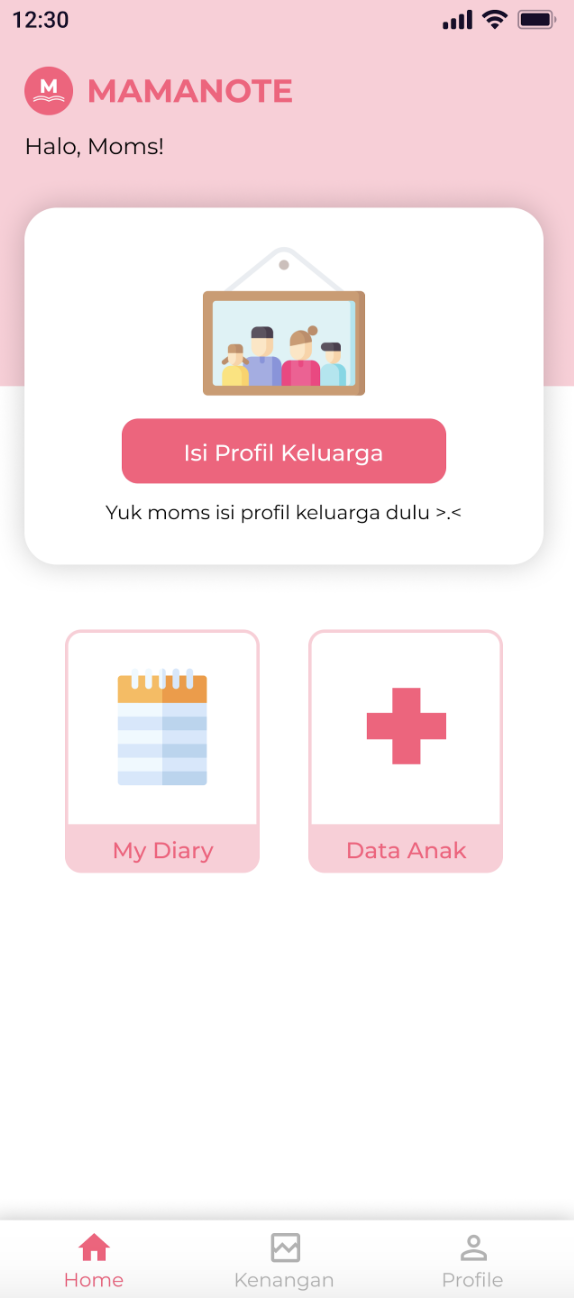 12:30
M
MAMANOTE
Halo, Moms!
Isi Profil Keluarga
Yuk moms isi profil keluarga dulu >.<
My Diary
Data Anak
Home
Kenangan
Profile